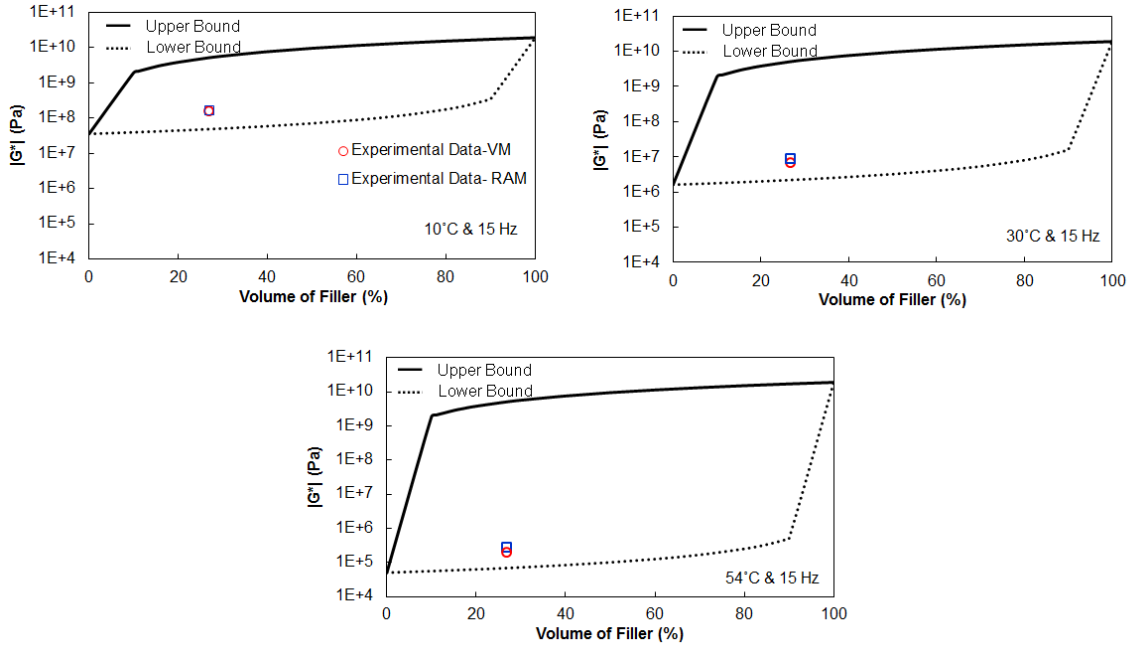 Upper Bound
Lower Bound
1E+11
1E+10
1E+9
1E+8
1E+7
1E+6
1E+5
1E+4
|G*| (Pa)
Experimental Data-VM
Experimental Data- RAM
10˚C & 15 Hz
0 20 40 60 80 100
Volume of Filler (%)
Upper Bound
Lower Bound
1E+11
1E+10
1E+9
1E+8
1E+7
1E+6
1E+5
1E+4
|G*| (Pa)
30˚C & 15 Hz
0 20 40 60 80 100
Volume of Filler (%)
Upper Bound
Lower Bound
1E+11
1E+10
1E+9
1E+8
1E+7
1E+6
1E+5
1E+4
|G*| (Pa)
54˚C & 15 Hz
0 20 40 60 80 100
Volume of Filler (%)